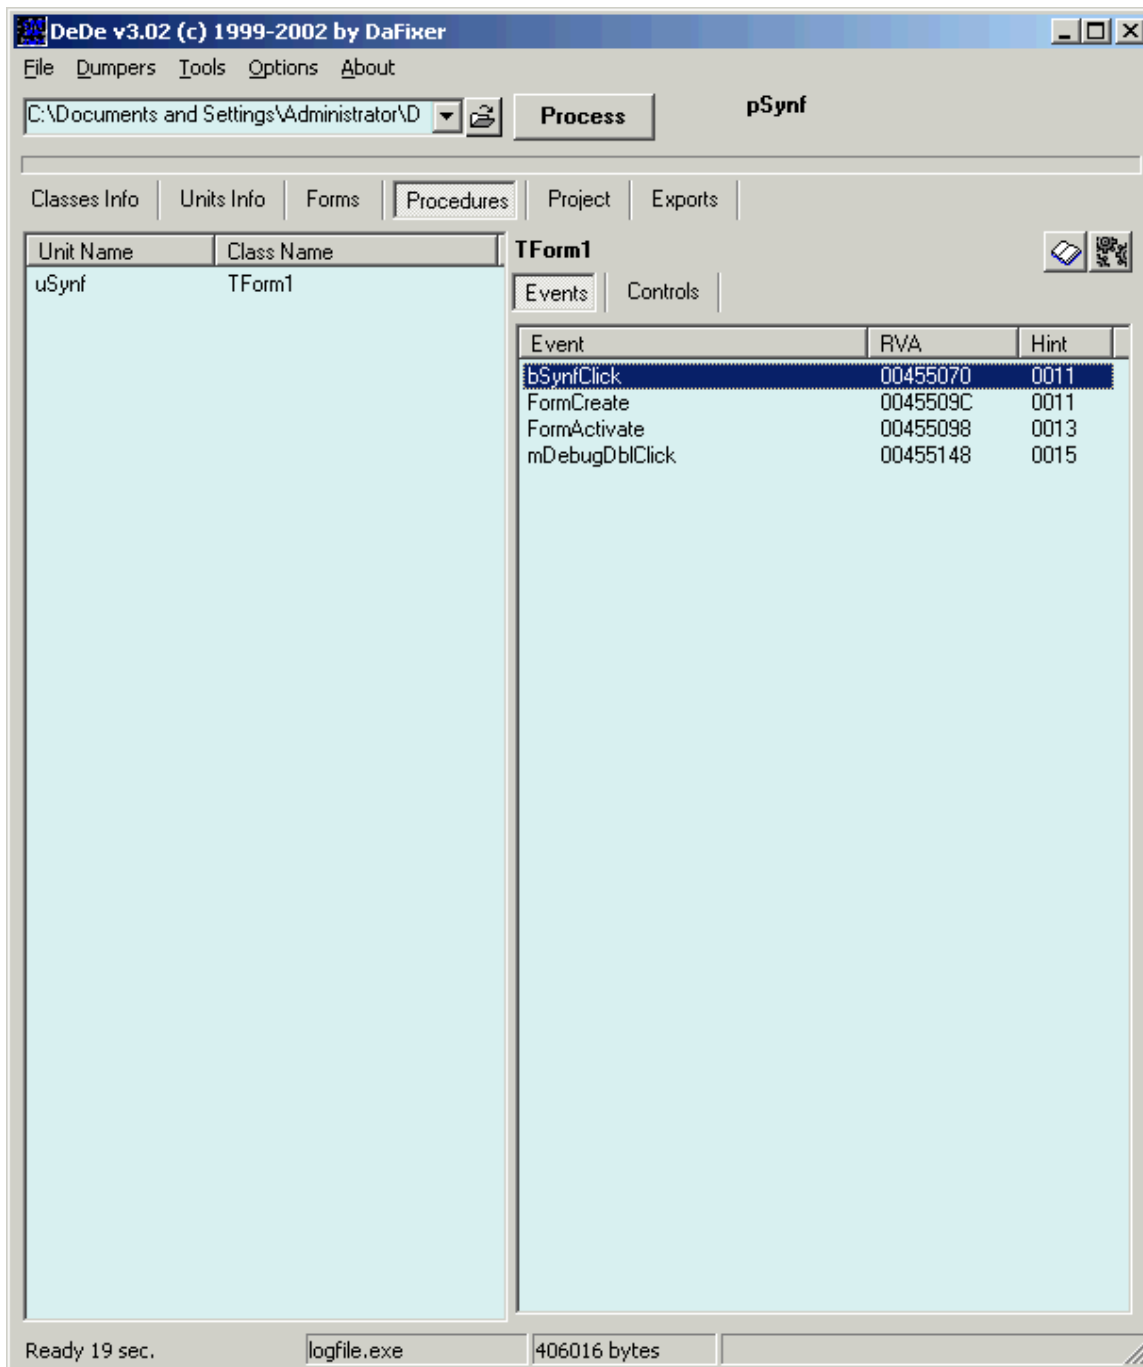 DeDe v3.02 (c) 1999-2002 by DaFixer
File Dumpers Tools Options About
C:\Documents and Settings\Administrator\D Process pSynf
Classes Info Units Info Forms Procedures Project Exports
Unit Name Class Name
uSynf TForm1
TForm1
Events Controls
Event RVA Hint
bSynfClick 00455070 0011
FormCreate 0045509C 0011
FormActivate 00455098 0013
mDebugDblClick 00455148 0015
Ready 19 sec. logfile.exe 406016 bytes